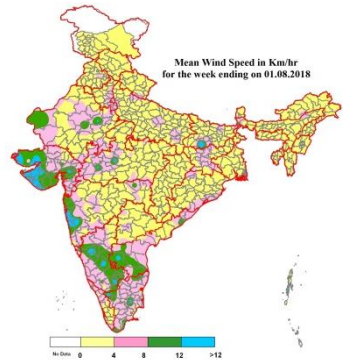 Mean Wind Speed in Km/hr
for the week ending on 01.08.2018
No Data 0 4 8 12 >12